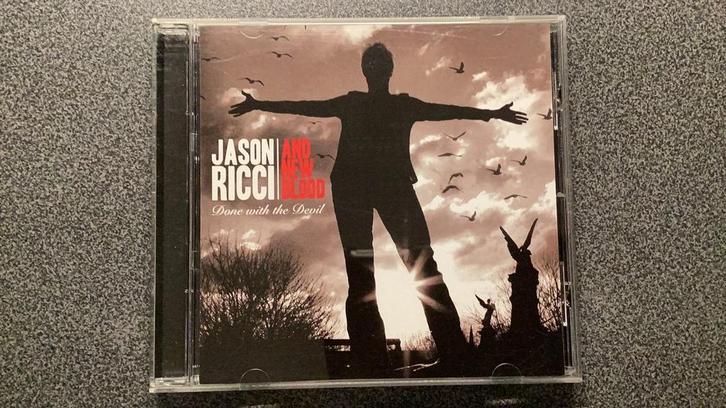 JASON
RICCI
AND
NEW
BLOOD
Done with the Devil